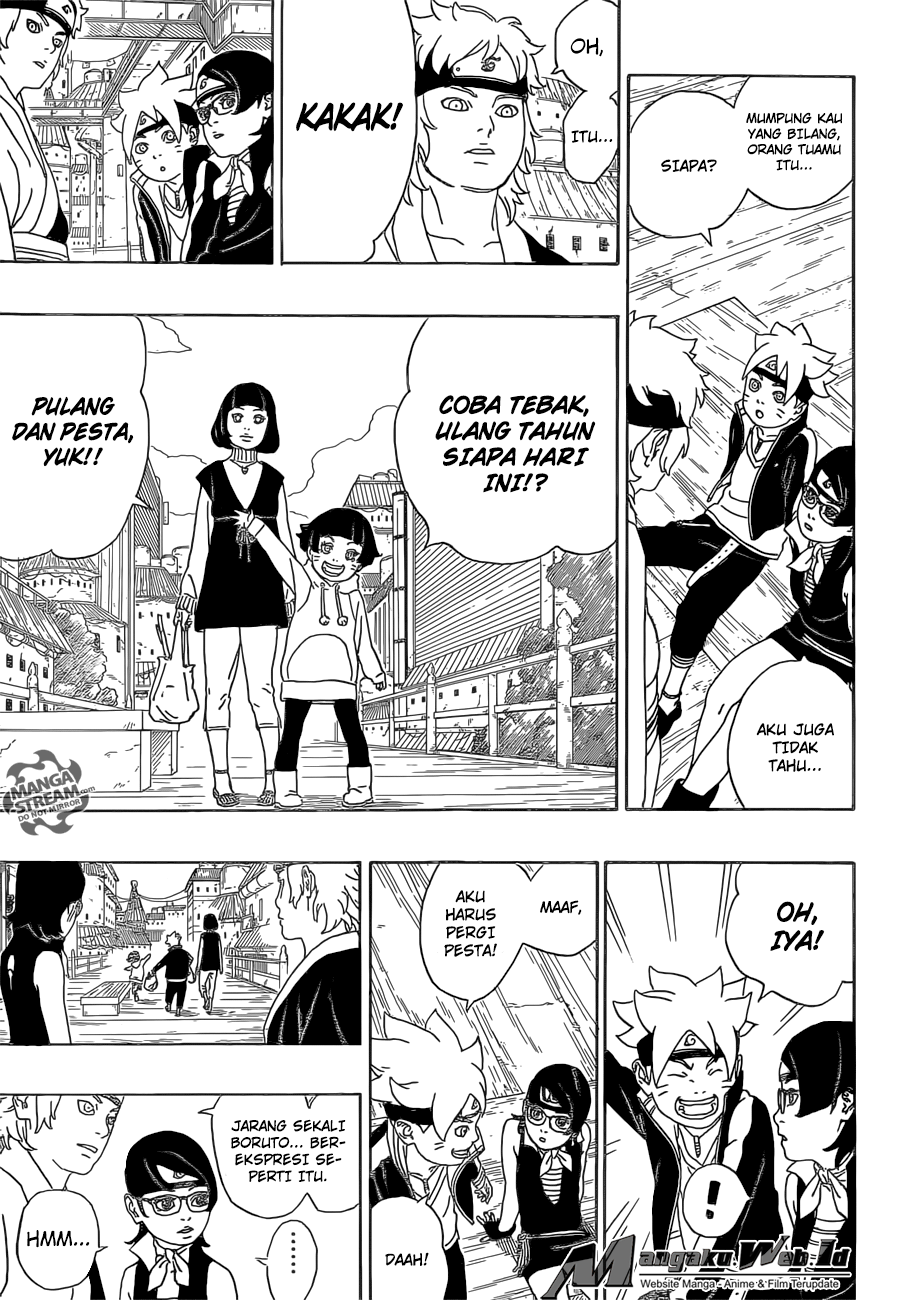 MUMPUNG KAU
YANG BILANG,
ORANG TUAMU
ITU...
SIAPA?
AKU JUGA
TIDAK
TAHU...
OH,
ITU...
KAKAK!
COBA TEBAK,
ULANG TAHUN
SIAPA HARI
INI!?
PULANG
DAN PESTA,
YUK!!
MANGA
STREAM.com
DO NOT MIRROR!
OH,
IYA!
!
MAAF,
AKU
HARUS
PERGI
PESTA!
DAAH!
JARANG SEKALI
BORUTO... BER-
EKSPRESI SE-
PERTI ITU.
......
HMM...
Mangaku.Web.Id
Website Manga - Anime & Film Terupdate